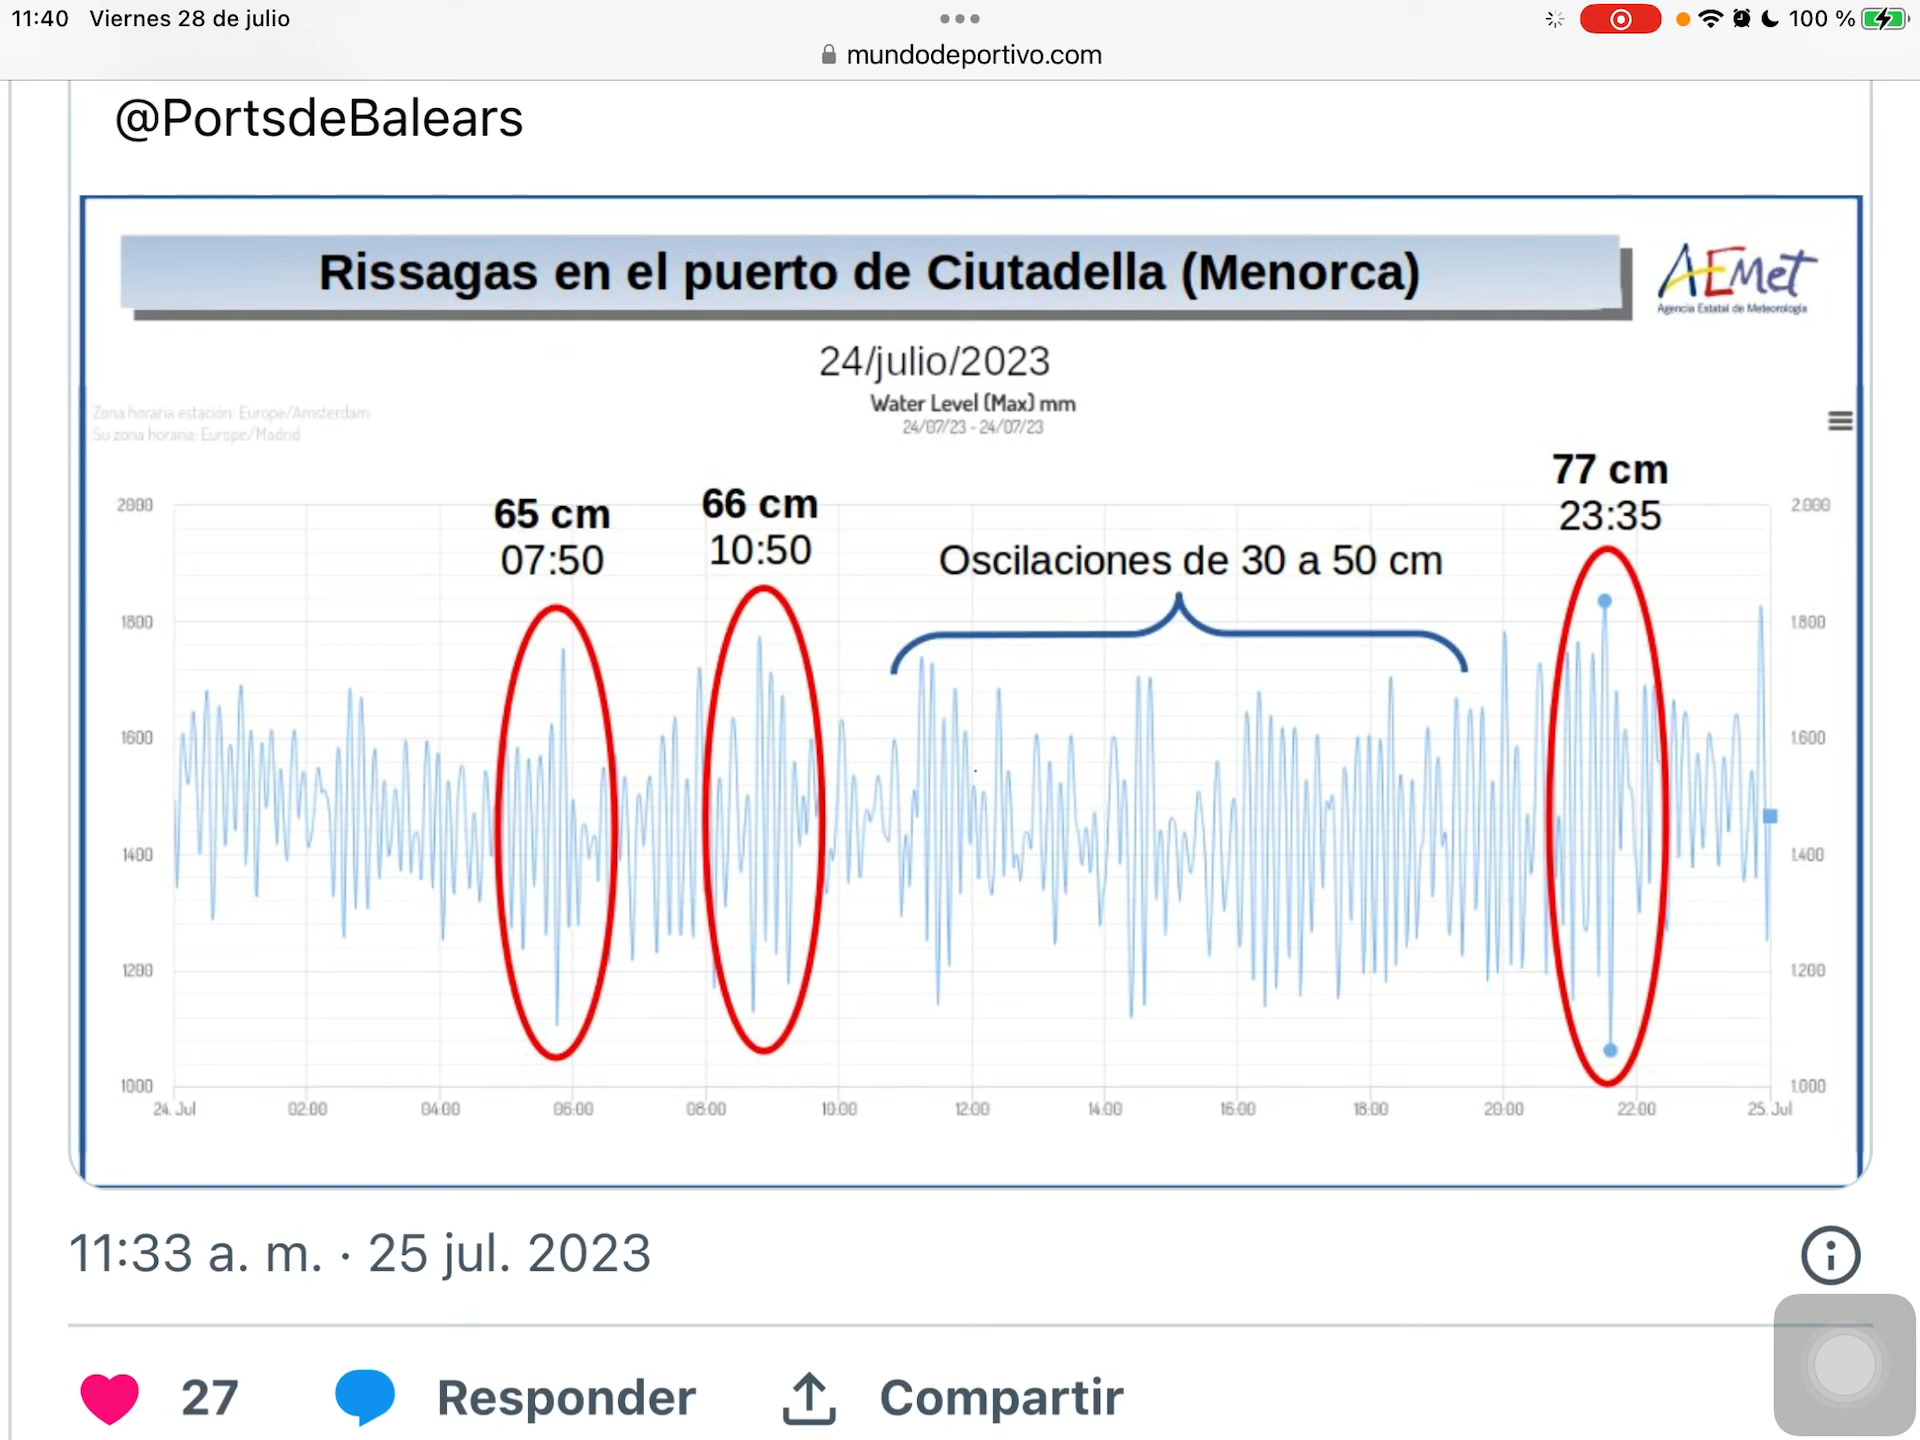 11:40 Viernes 28 de julio
100 %
mundodeportivo.com
@PortsdeBalears
Rissagas en el puerto de Ciutadella (Menorca)
AEMet
Agencia Estatal de Meteorología
24/julio/2023
Water Level (Max) mm
24/07/23 - 24/07/23
Zona horaria estación: Europe/Amsterdam
Su zona horaria: Europe/Madrid
77 cm
23:35
65 cm
07:50
66 cm
10:50
Oscilaciones de 30 a 50 cm
2000
1800
1600
1400
1200
1000
2.000
1.800
1.600
1.400
1.200
1.000
24. Jul
02:00
04:00
06:00
08:00
10:00
12:00
14:00
16:00
18:00
20:00
22:00
25. Jul
11:33 a. m. · 25 jul. 2023
27 Responder Compartir